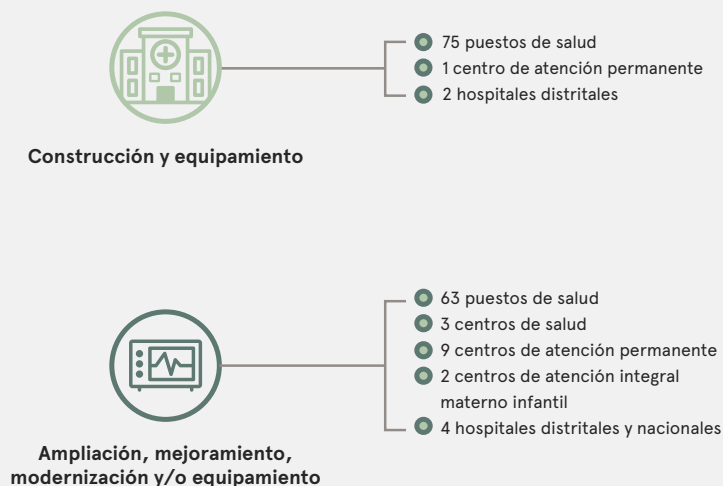 75 puestos de salud
1 centro de atención permanente
2 hospitales distritales
Construcción y equipamiento
63 puestos de salud
3 centros de salud
9 centros de atención permanente
2 centros de atención integral
materno infantil
4 hospitales distritales y nacionales
Ampliación, mejoramiento,
modernización y/o equipamiento